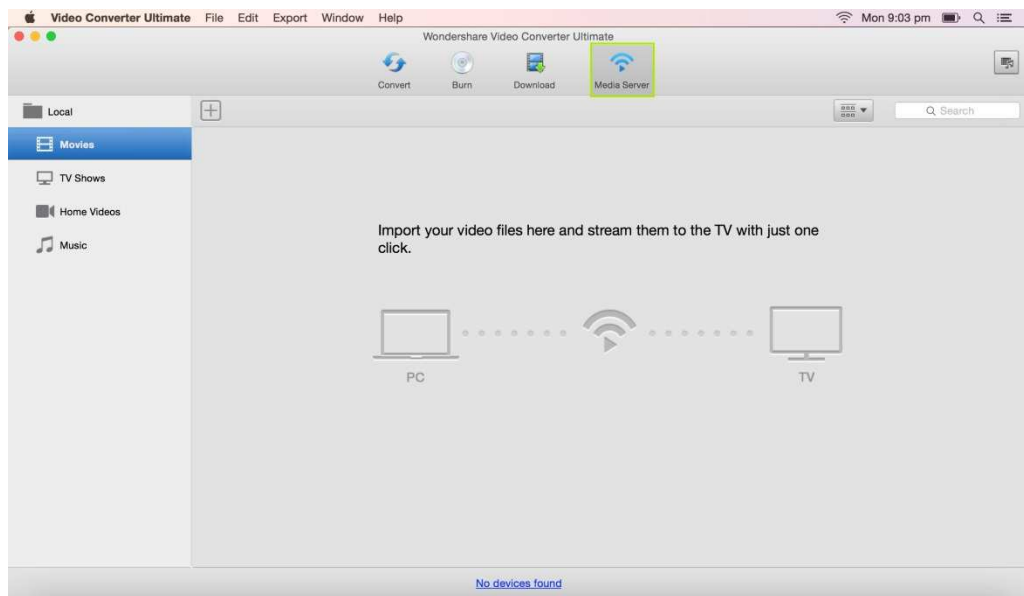 Video Converter Ultimate File Edit Export Window Help Mon 9:03 pm
Wondershare Video Converter Ultimate
Convert Burn Download Media Server
Local
Search
Movies
TV Shows
Home Videos
Music
Import your video files here and stream them to the TV with just one
click.
PC TV
No devices found